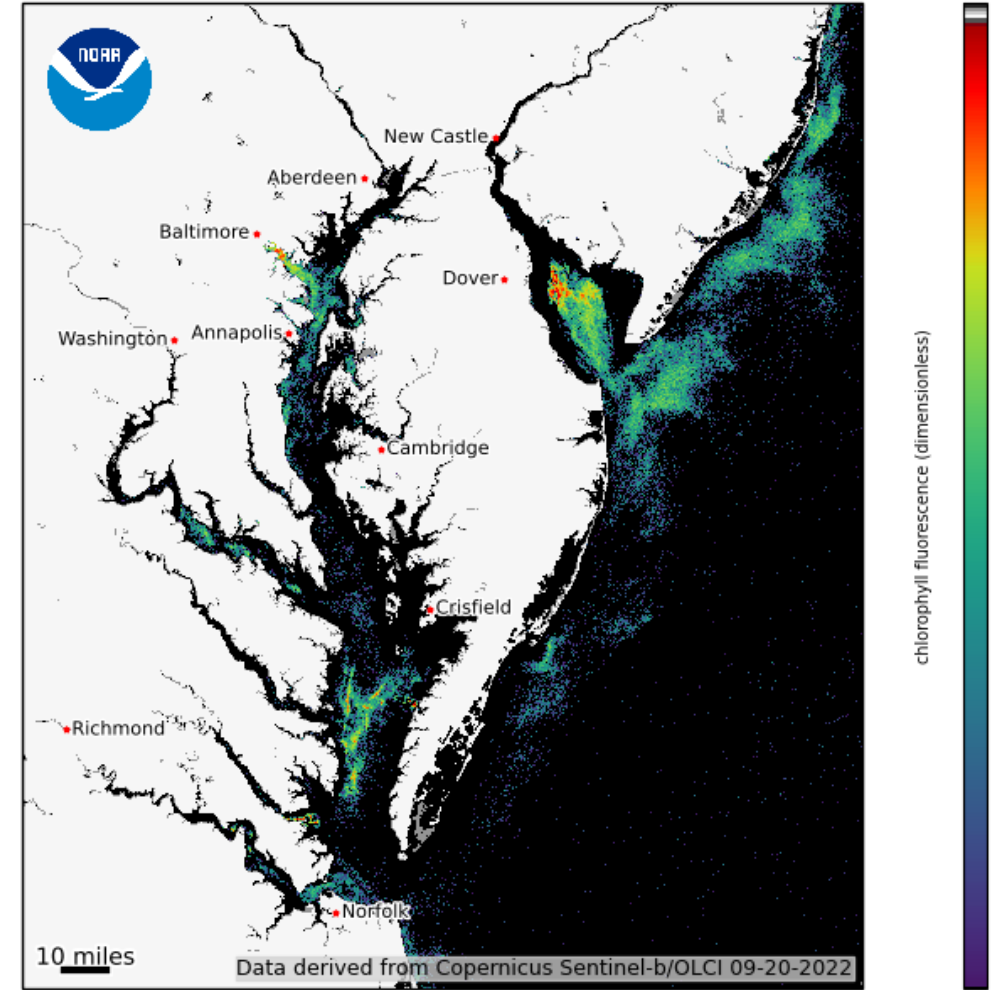 NOAA
New Castle
Aberdeen
Baltimore
Dover
Washington
Annapolis
Cambridge
Crisfield
Richmond
Norfolk
10 miles
Data derived from Copernicus Sentinel-b/OLCI 09-20-2022
chlorophyll fluorescence (dimensionless)